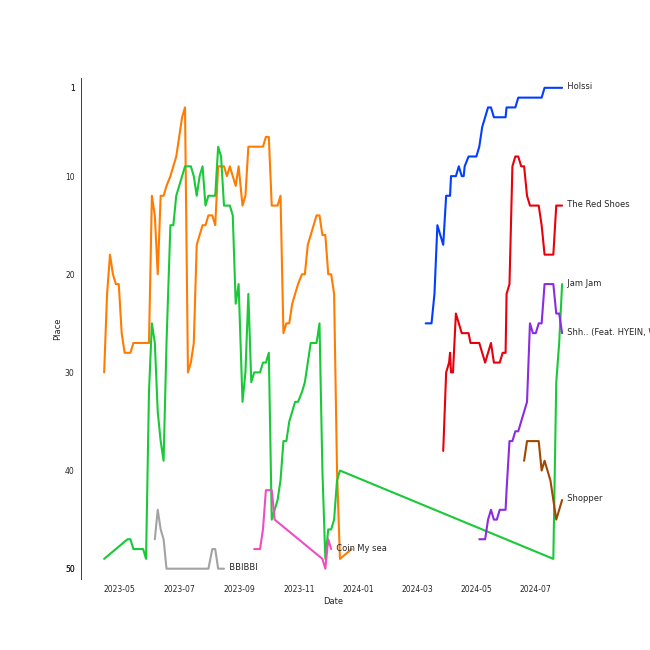 1
Holssi
10
The Red Shoes
20
Jam Jam
Shh.. (Feat. HYEIN,
30
40
Shopper
Coin My sea
50
BBIBBI
2023-05
2023-07
2023-09
2023-11
2024-01
2024-03
2024-05
2024-07
Date
Place